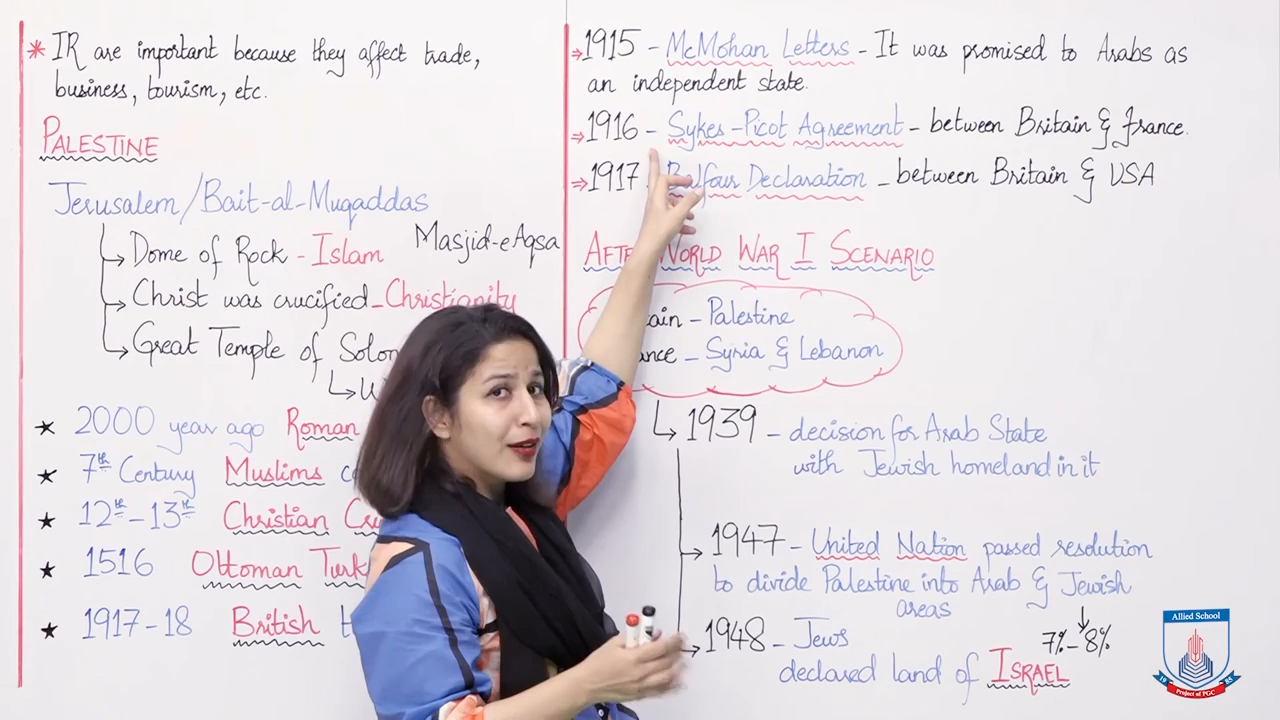 * IR are important because they affect trade,
business, tourism, etc.
PALESTINE
Jerusalem/Bait-al-Muqaddas
Dome of Rock - Islam
Masjid-e Aqsa
Christ was crucified - Christianity
Great Temple of
2000 year ago Roman
7th Century Muslims
12th - 13th Christian
1516 Ottoman
1917-18 British
⇒ 1915 - McMohan Letters - It was promised to Arabs as
an independent state.
⇒ 1916 - Sykes-Picot Agreement - between Britain & France.
⇒ 1917 Declaration - between Britain & USA
WORLD WAR I SCENARIO
- Palestine
- Syria & Lebanon
1939 - decision for Arab State
with Jewish homeland in it
1947 - United Nation passed resolution
to divide Palestine into Arab & Jewish
areas
7% - 8%
1948 - Jews
declared land of ISRAEL
Allied School
19 85
Project of PGC